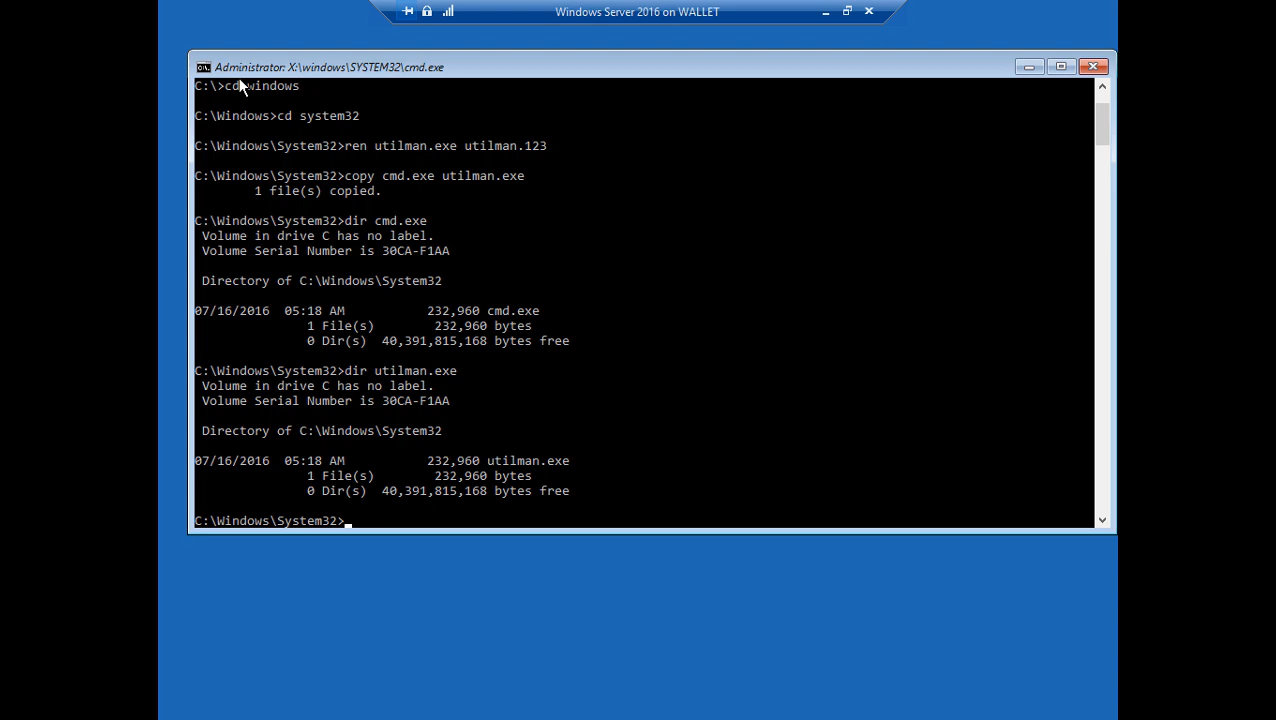 Windows Server 2016 on WALLET
Administrator: X:\windows\SYSTEM32\cmd.exe
C:\>cd windows
C:\Windows>cd system32
C:\Windows\System32>ren utilman.exe utilman.123
C:\Windows\System32>copy cmd.exe utilman.exe
1 file(s) copied.
C:\Windows\System32>dir cmd.exe
Volume in drive C has no label.
Volume Serial Number is 30CA-F1AA
Directory of C:\Windows\System32
07/16/2016  05:18 AM           232,960 cmd.exe
1 File(s)        232,960 bytes
0 Dir(s)  40,391,815,168 bytes free
C:\Windows\System32>dir utilman.exe
Volume in drive C has no label.
Volume Serial Number is 30CA-F1AA
Directory of C:\Windows\System32
07/16/2016  05:18 AM           232,960 utilman.exe
1 File(s)        232,960 bytes
0 Dir(s)  40,391,815,168 bytes free
C:\Windows\System32>